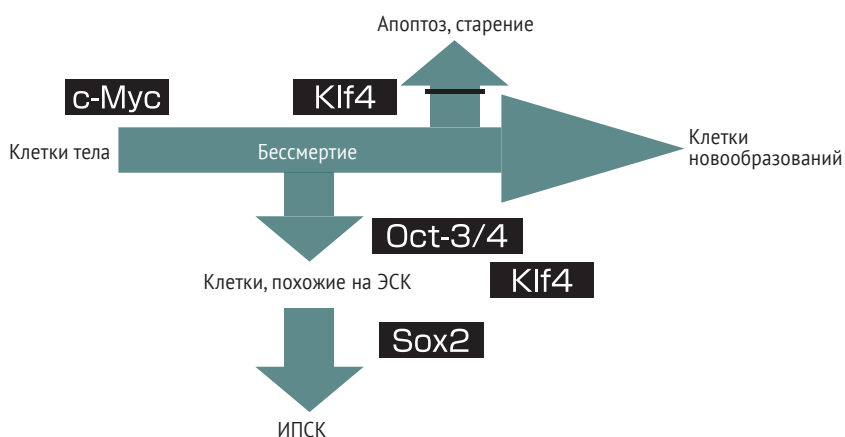 Апоптоз, старение
c-Myc
Klf4
Клетки тела
Бессмертие
Клетки
новообразований
Oct-3/4
Клетки, похожие на ЭСК
Klf4
Sox2
ИПСК